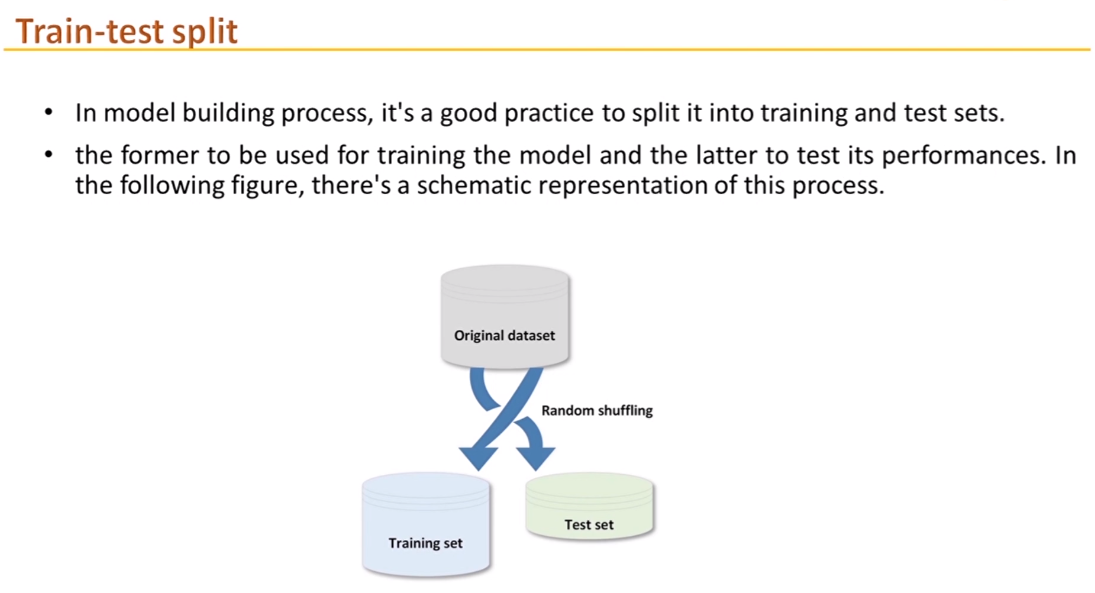 Train-test split
• In model building process, it's a good practice to split it into training and test sets.
• the former to be used for training the model and the latter to test its performances. In
the following figure, there's a schematic representation of this process.
Original dataset
Random shuffling
Training set
Test set